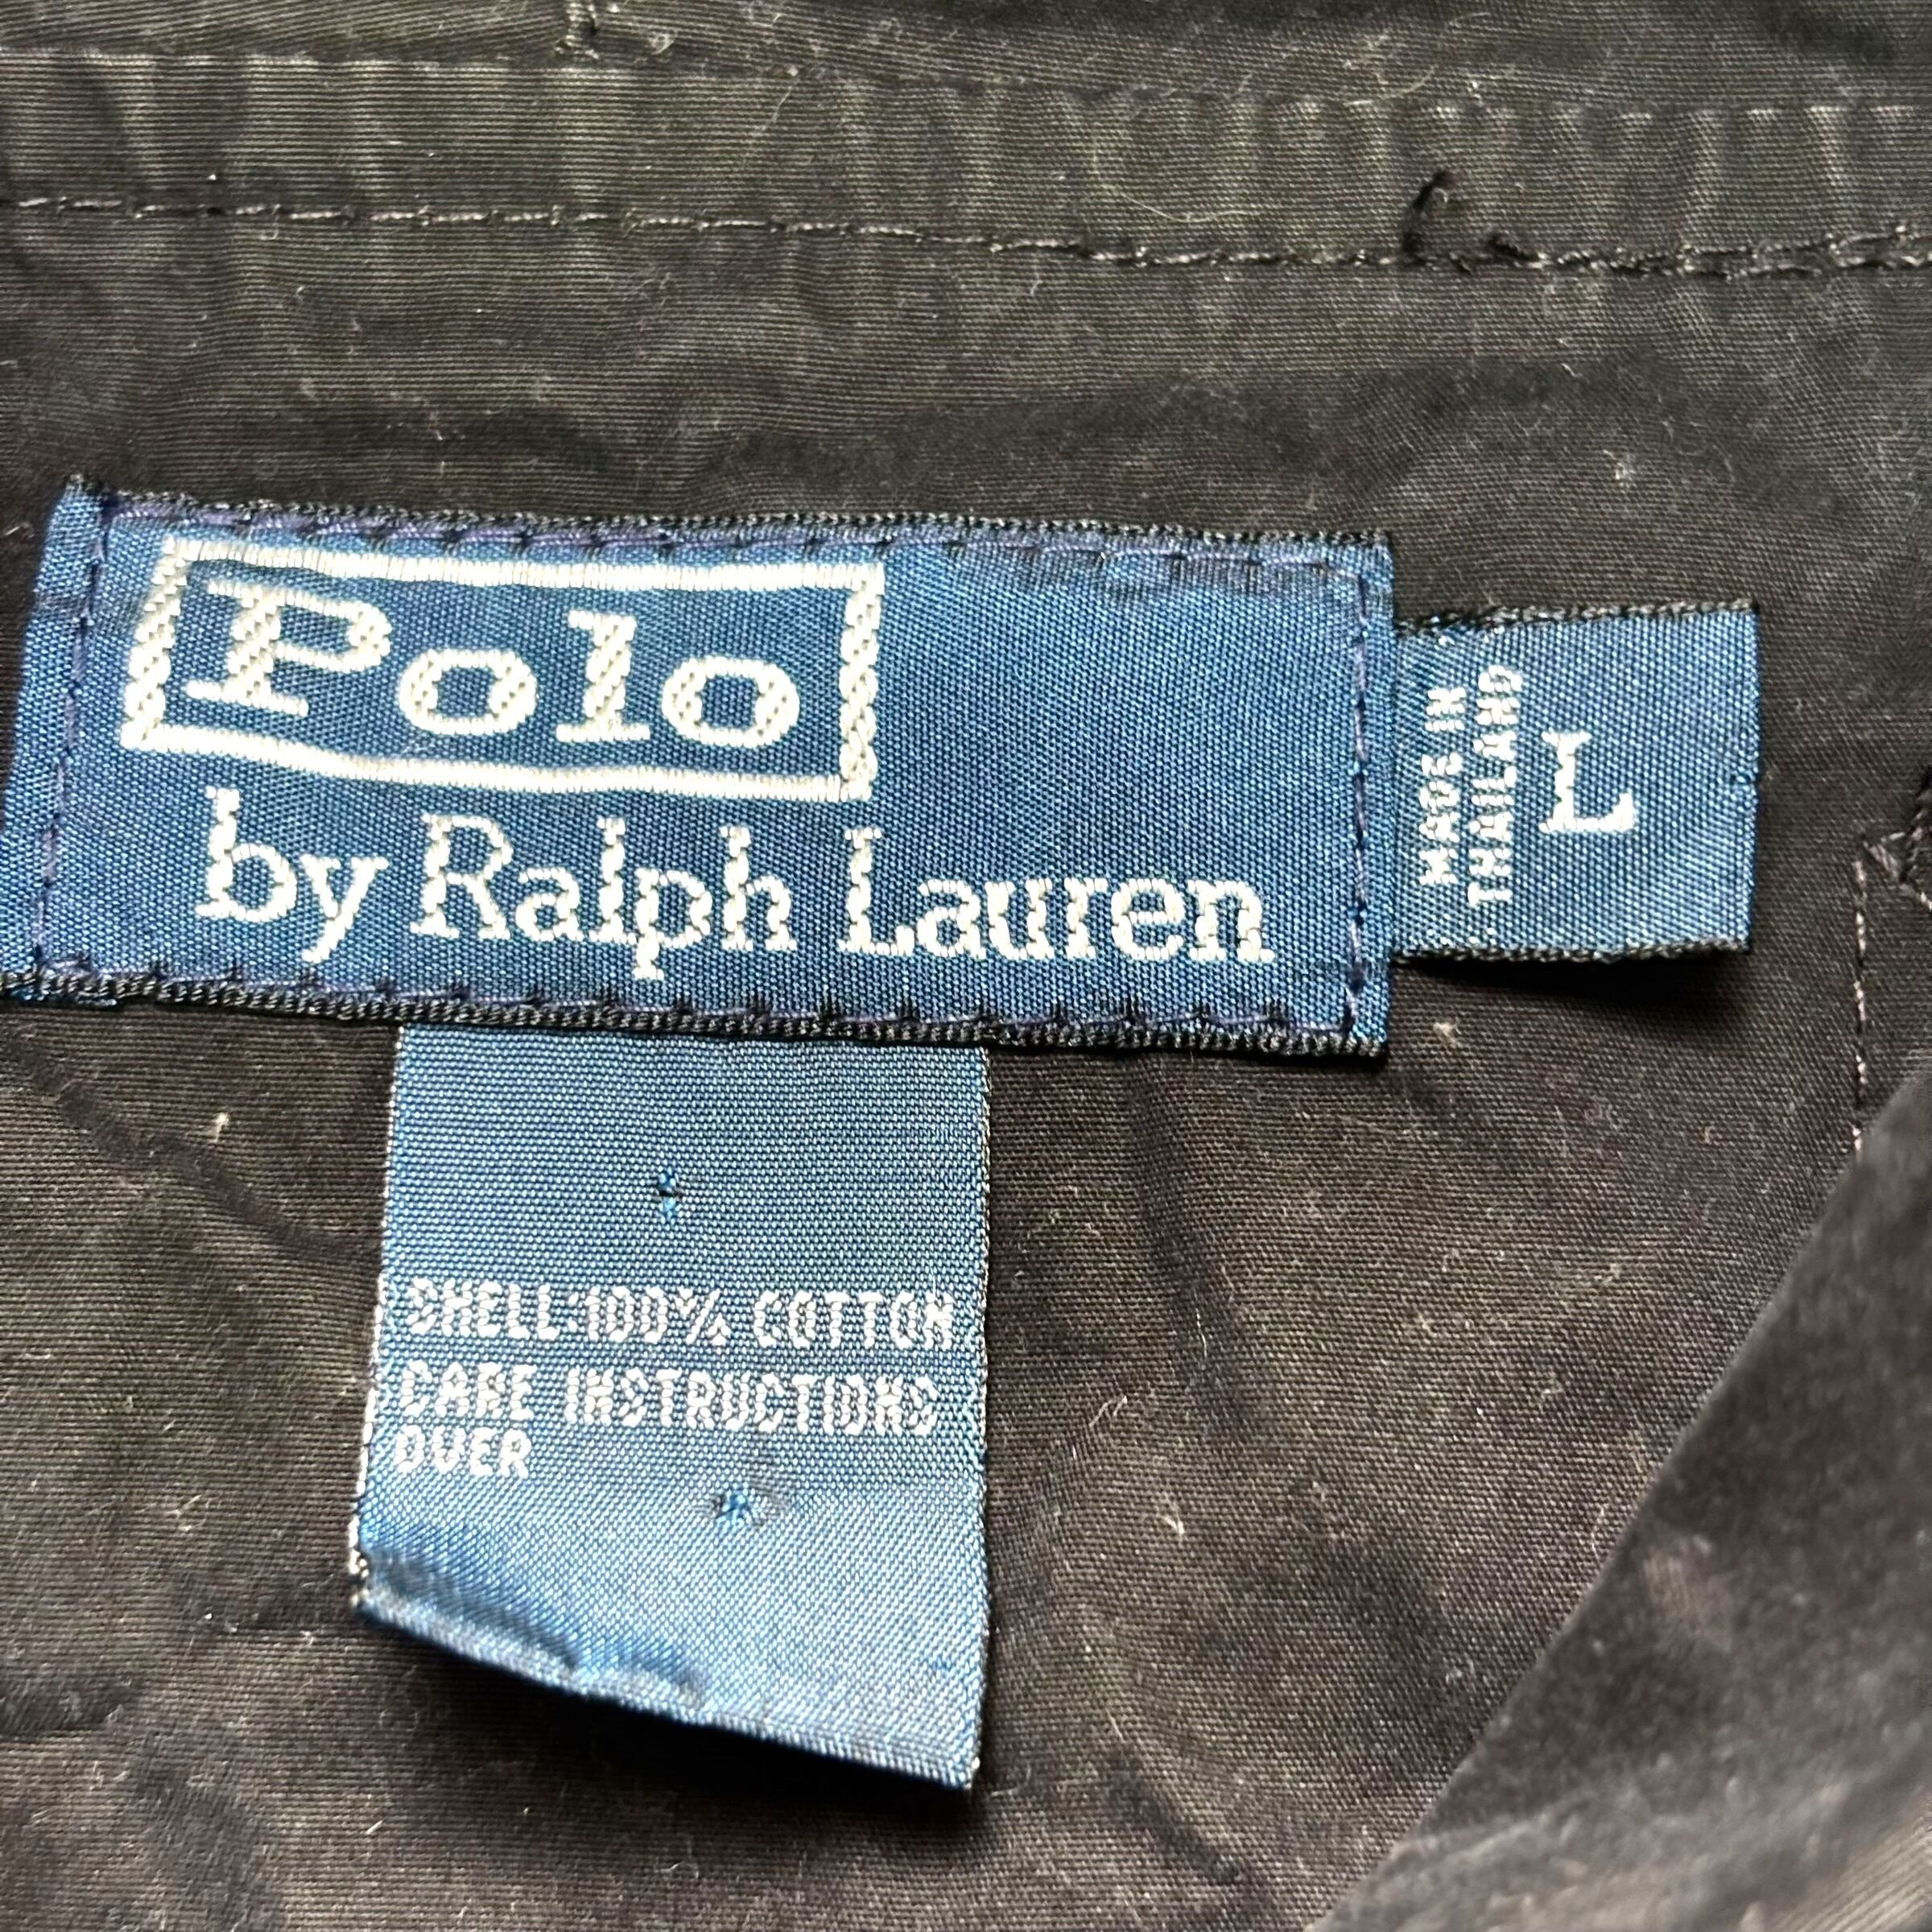 Polo
by Ralph Lauren
MADE IN
THAILAND
L
SHELL:100% COTTON
CARE INSTRUCTIONS
OVER